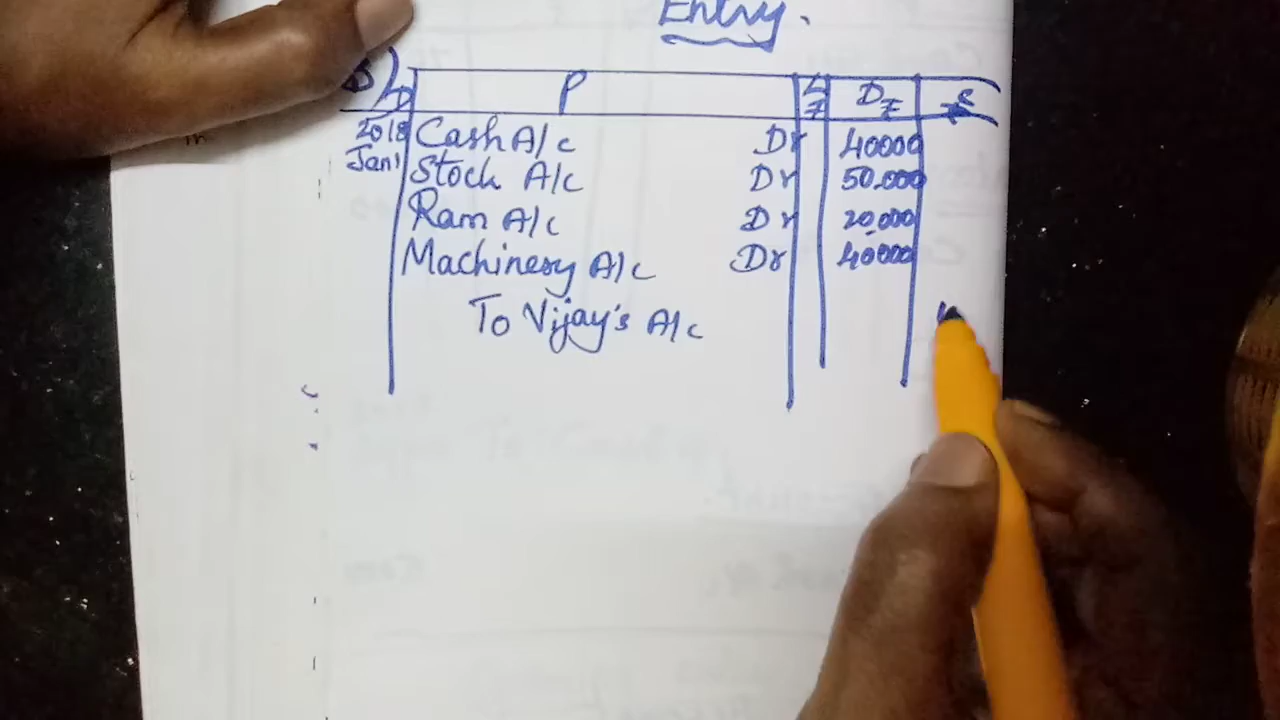 Entry.
P L F D₹ ₹
2018 Cash A/c Dr 40000
Jan 1 Stock A/c Dr 50,000
Ram A/c Dr 20,000
Machinery A/c Dr 40000
To Vijay's A/c